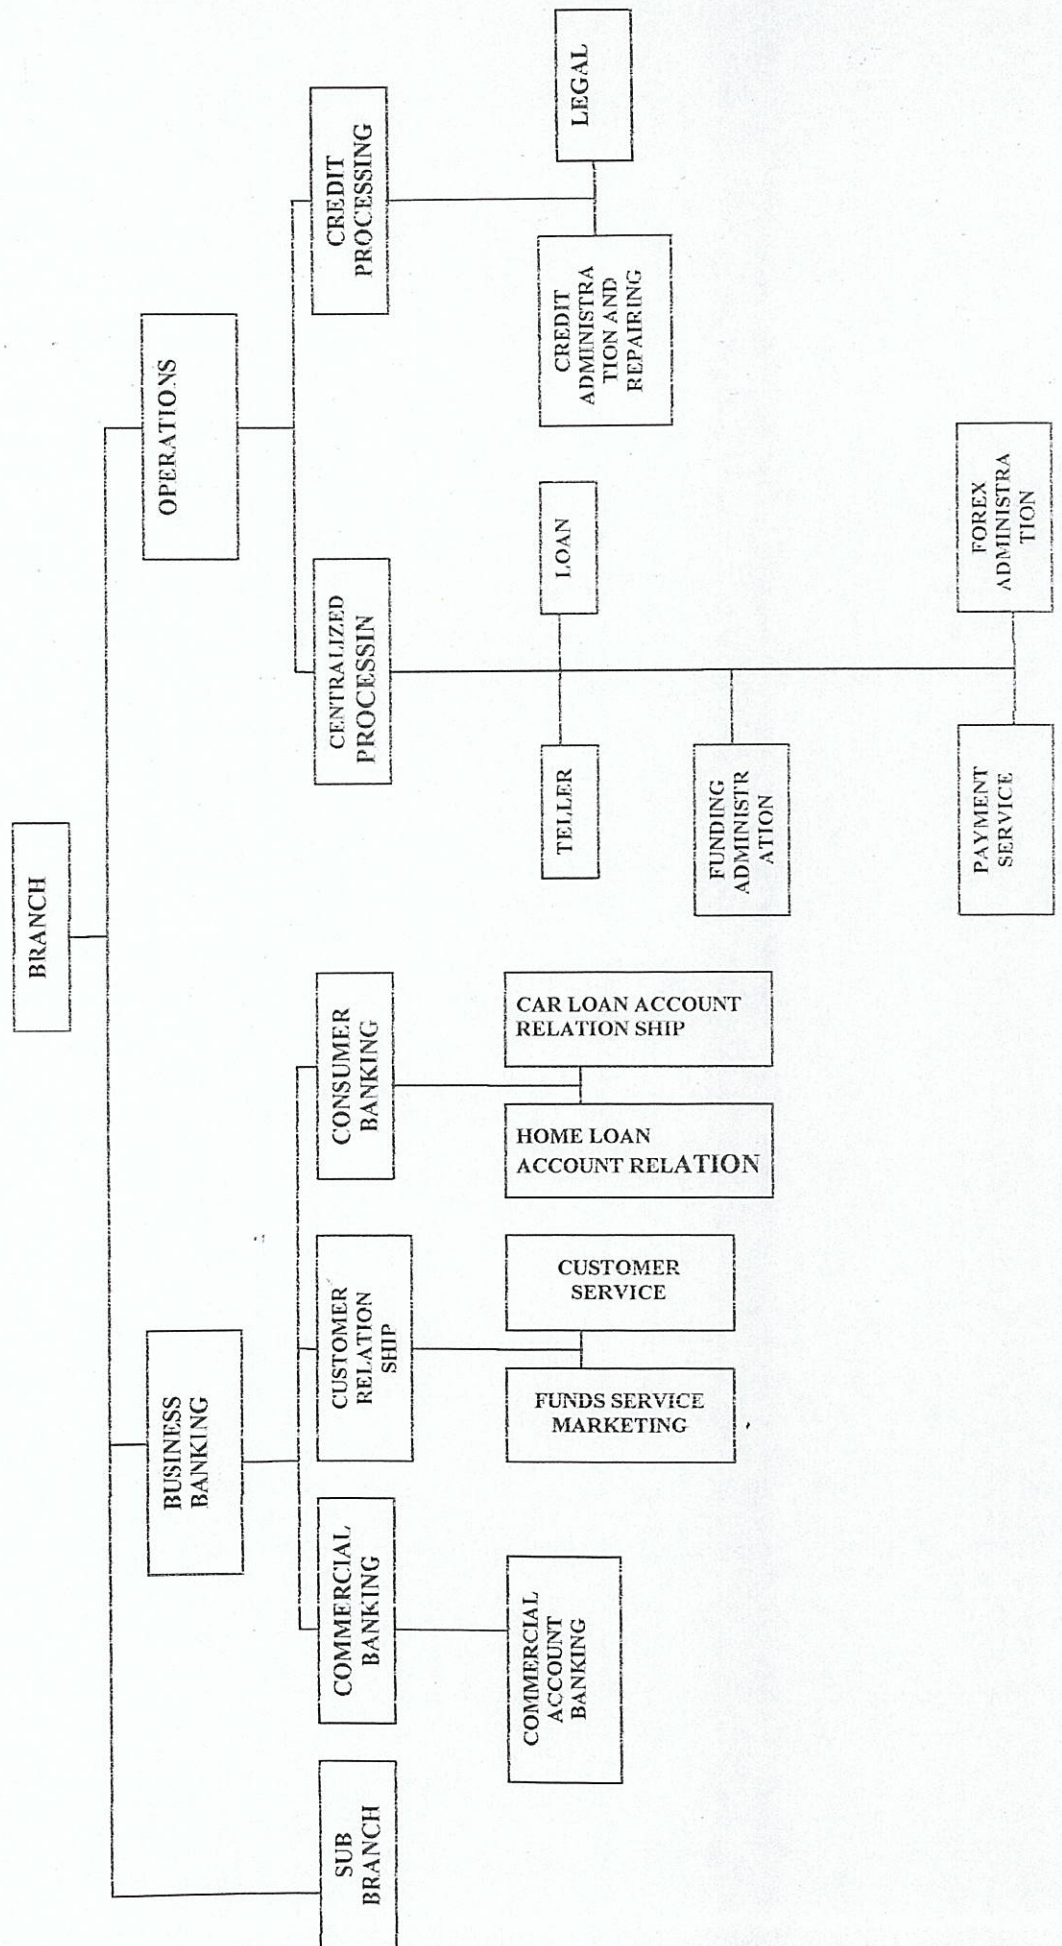 BRANCH
SUB
BRANCH
BUSINESS
BANKING
OPERATIONS
COMMERCIAL
BANKING
CUSTOMER
RELATION
SHIP
CONSUMER
BANKING
CENTRALIZED
PROCESSIN
CREDIT
PROCESSING
COMMERCIAL
ACCOUNT
BANKING
FUNDS SERVICE
MARKETING
CUSTOMER
SERVICE
HOME LOAN
ACCOUNT RELATION
CAR LOAN ACCOUNT
RELATION SHIP
TELLER
LOAN
CREDIT
ADMINISTRA
TION AND
REPAIRING
LEGAL
FUNDING
ADMINISTR
ATION
PAYMENT
SERVICE
FOREX
ADMINISTRA
TION